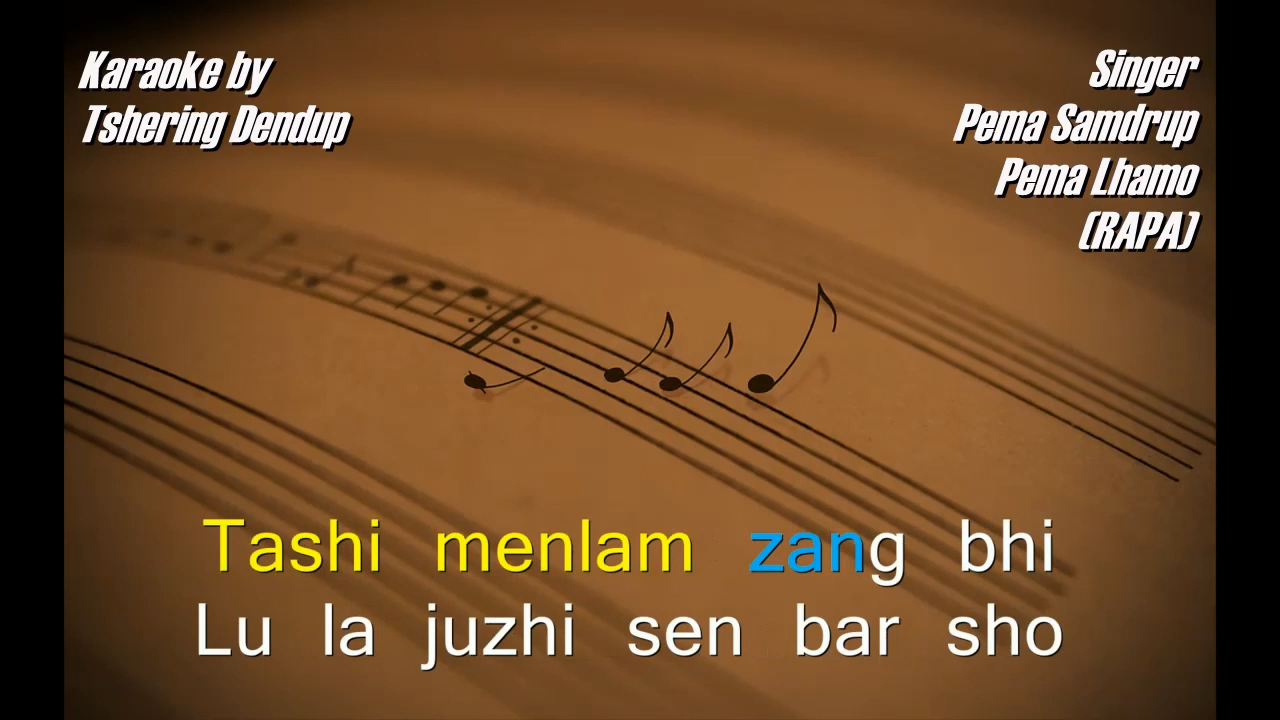 Karaoke by
Tshering Dendup
Singer
Pema Samdrup
Pema Lhamo
(RAPA)
Tashi menlam zang bhi
Lu la juzhi sen bar sho